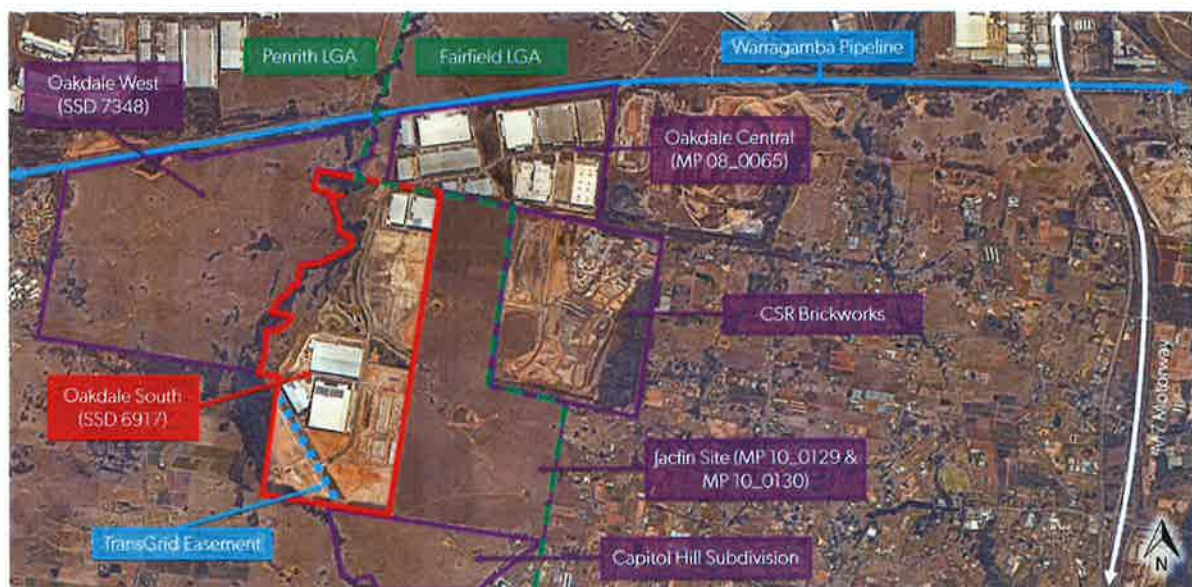 Penrith LGA
Fairfield LGA
Warragamba Pipeline
Oakdale West
(SSD 7348)
Oakdale Central
(MP 08_0065)
CSR Brickworks
Oakdale South
(SSD 6917)
M7 Motorway
Jacfin Site (MP 10_0129 &
MP 10_0130)
TransGrid Easement
Capitol Hill Subdivision
N